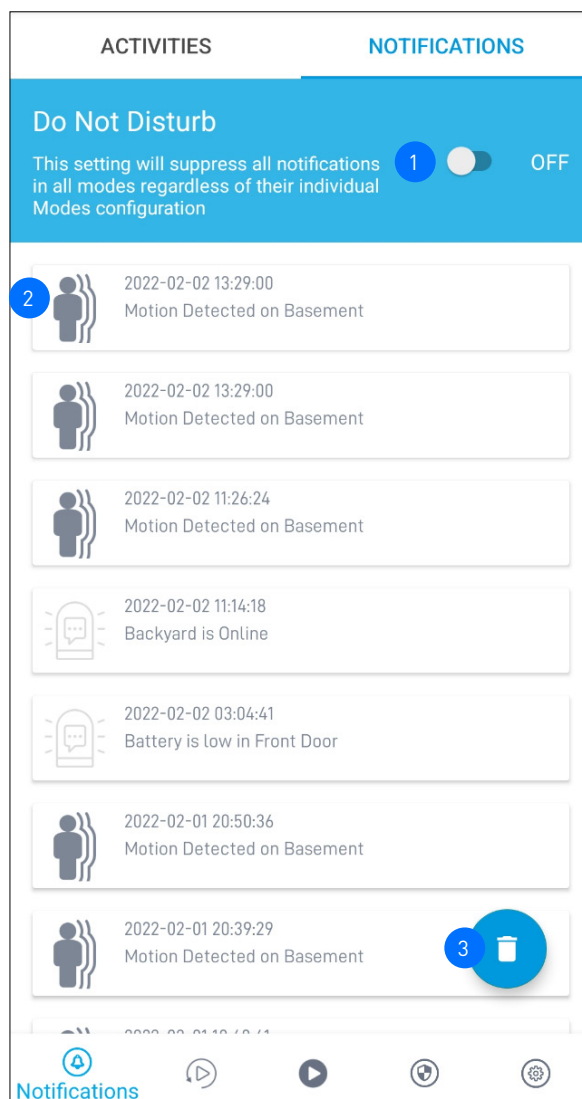 ACTIVITIES NOTIFICATIONS
Do Not Disturb
This setting will suppress all notifications
in all modes regardless of their individual
Modes configuration
1 OFF
2
2022-02-02 13:29:00
Motion Detected on Basement
2022-02-02 13:29:00
Motion Detected on Basement
2022-02-02 11:26:24
Motion Detected on Basement
2022-02-02 11:14:18
Backyard is Online
2022-02-02 03:04:41
Battery is low in Front Door
2022-02-01 20:50:36
Motion Detected on Basement
2022-02-01 20:39:29
Motion Detected on Basement
3
Notifications